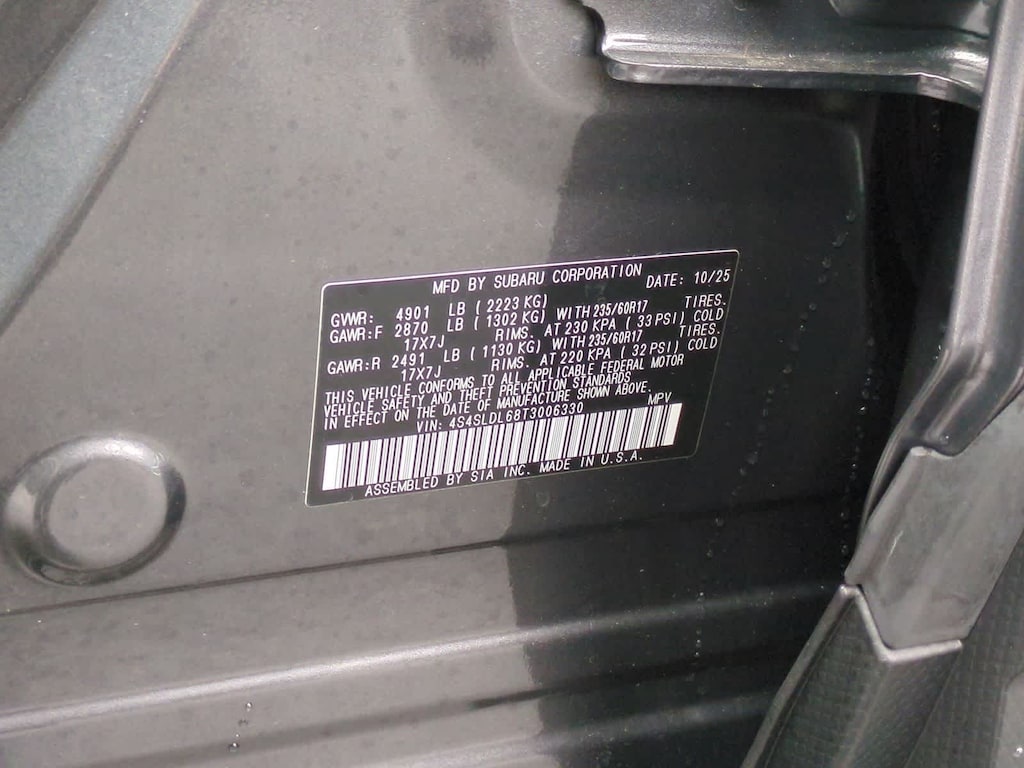 MFD BY SUBARU CORPORATION DATE: 10/25
GVWR: 4901 LB ( 2223 KG)
GAWR:F 2870 LB ( 1302 KG) WITH 235/60R17 TIRES.
17X7J RIMS. AT 230 KPA ( 33 PSI) COLD
GAWR:R 2491 LB ( 1130 KG) WITH 235/60R17 TIRES.
17X7J RIMS. AT 220 KPA ( 32 PSI) COLD
THIS VEHICLE CONFORMS TO ALL APPLICABLE FEDERAL MOTOR
VEHICLE SAFETY AND THEFT PREVENTION STANDARDS
IN EFFECT ON THE DATE OF MANUFACTURE SHOWN ABOVE.
VIN: 4S4SLDL68T3006330 MPV
ASSEMBLED BY SIA INC. MADE IN U.S.A.